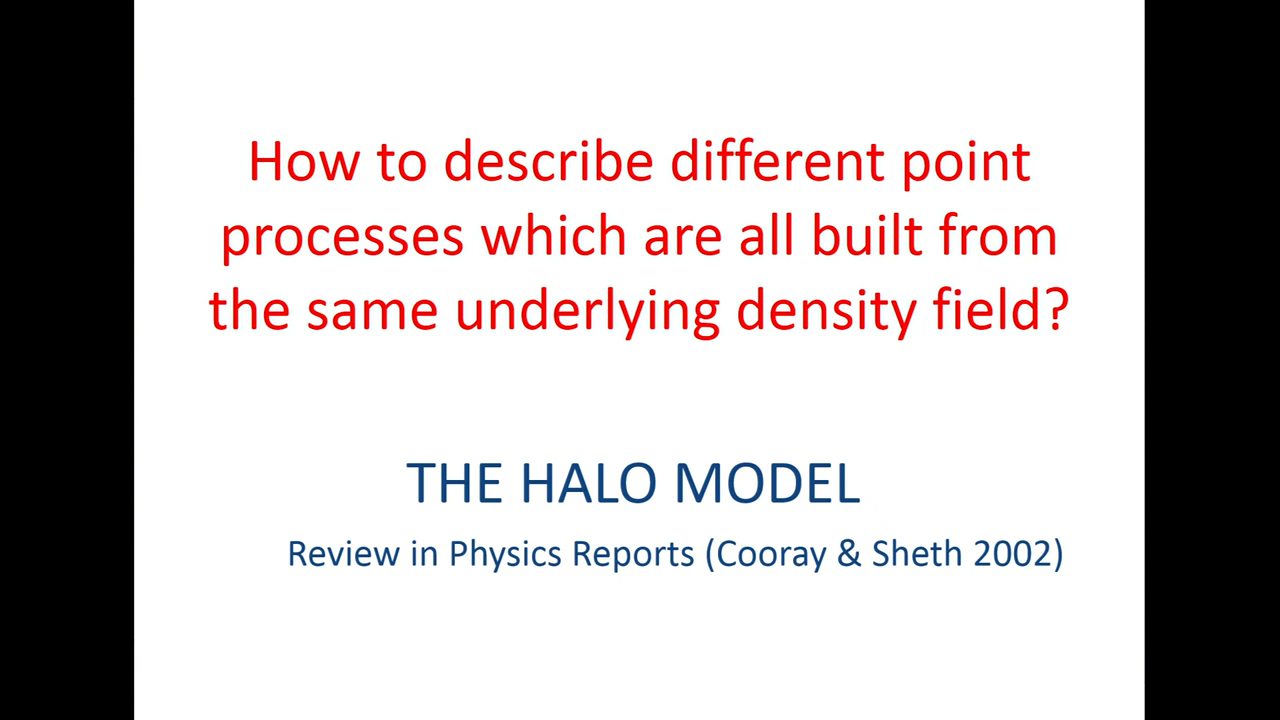 How to describe different point
processes which are all built from
the same underlying density field?
THE HALO MODEL
Review in Physics Reports (Cooray & Sheth 2002)